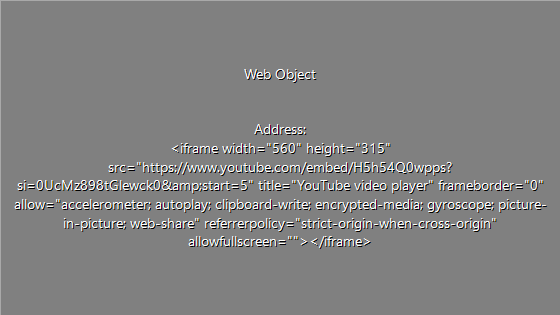 Web Object
Address:
<iframe width="560" height="315"
src="https://www.youtube.com/embed/H5h54Q0wpps?
si=0UcMz898tGlewck0&amp;start=5" title="YouTube video player" frameborder="0"
allow="accelerometer; autoplay; clipboard-write; encrypted-media; gyroscope; picture-
in-picture; web-share" referrerpolicy="strict-origin-when-cross-origin"
allowfullscreen=""></iframe>